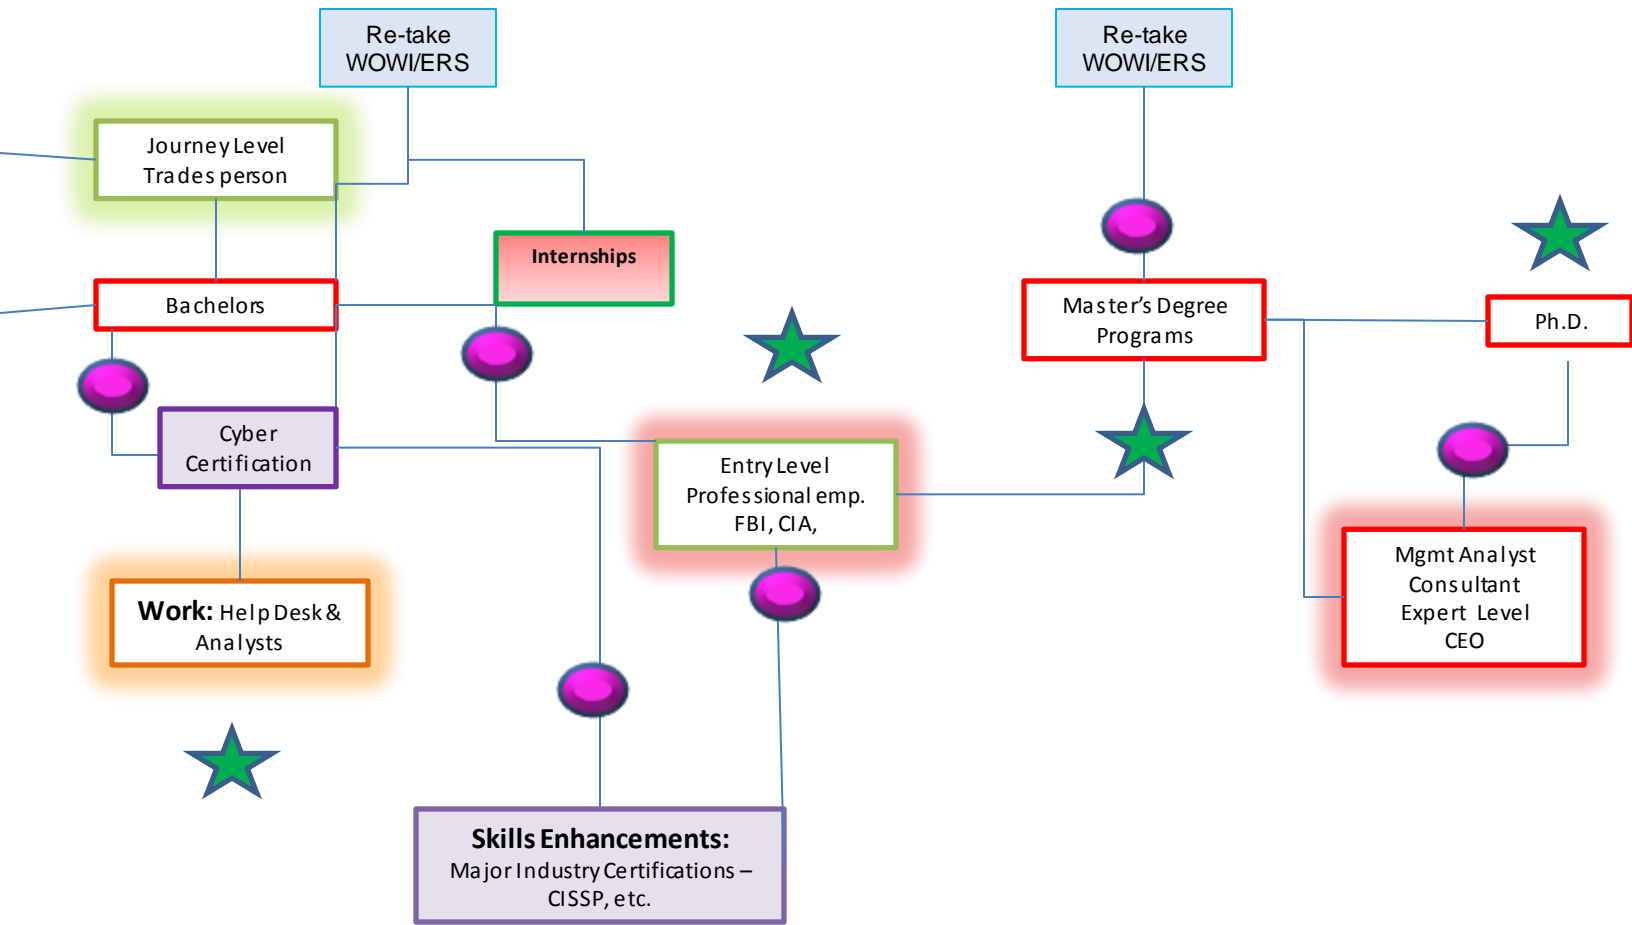 Re-take
WOWI/ERS
Re-take
WOWI/ERS
Journey Level
Trades person
Internships
Bachelors
Master's Degree
Programs
Ph.D.
Cyber
Certification
Entry Level
Professional emp.
FBI, CIA,
Work: Help Desk &
Analysts
Mgmt Analyst
Consultant
Expert Level
CEO
Skills Enhancements:
Major Industry Certifications –
CISSP, etc.